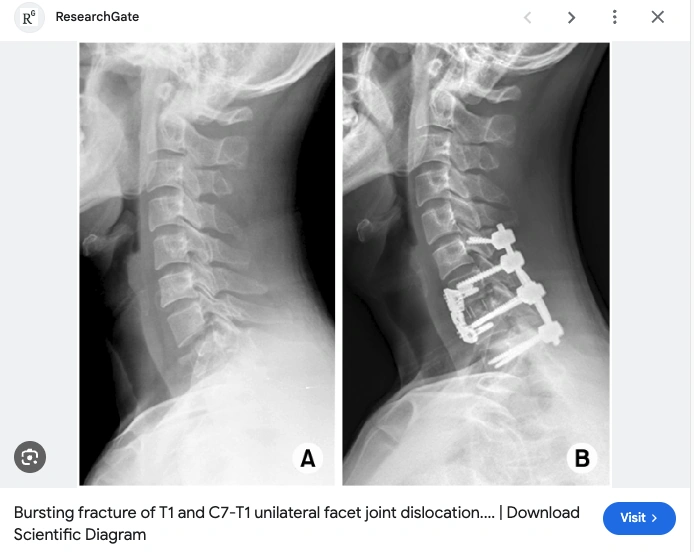 R^G ResearchGate
A
B
Bursting fracture of T1 and C7-T1 unilateral facet joint dislocation.... | Download
Scientific Diagram
Visit